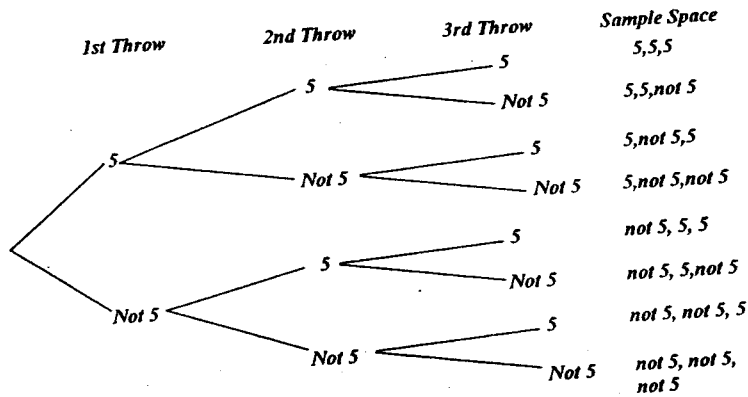 1st Throw 2nd Throw 3rd Throw Sample Space
5 5,5,5
5 Not 5 5,5,not 5
5 5 5,not 5,5
Not 5 Not 5 5,not 5,not 5
5 not 5, 5, 5
5 Not 5 not 5, 5,not 5
Not 5 5 not 5, not 5, 5
Not 5 Not 5 not 5, not 5,
not 5